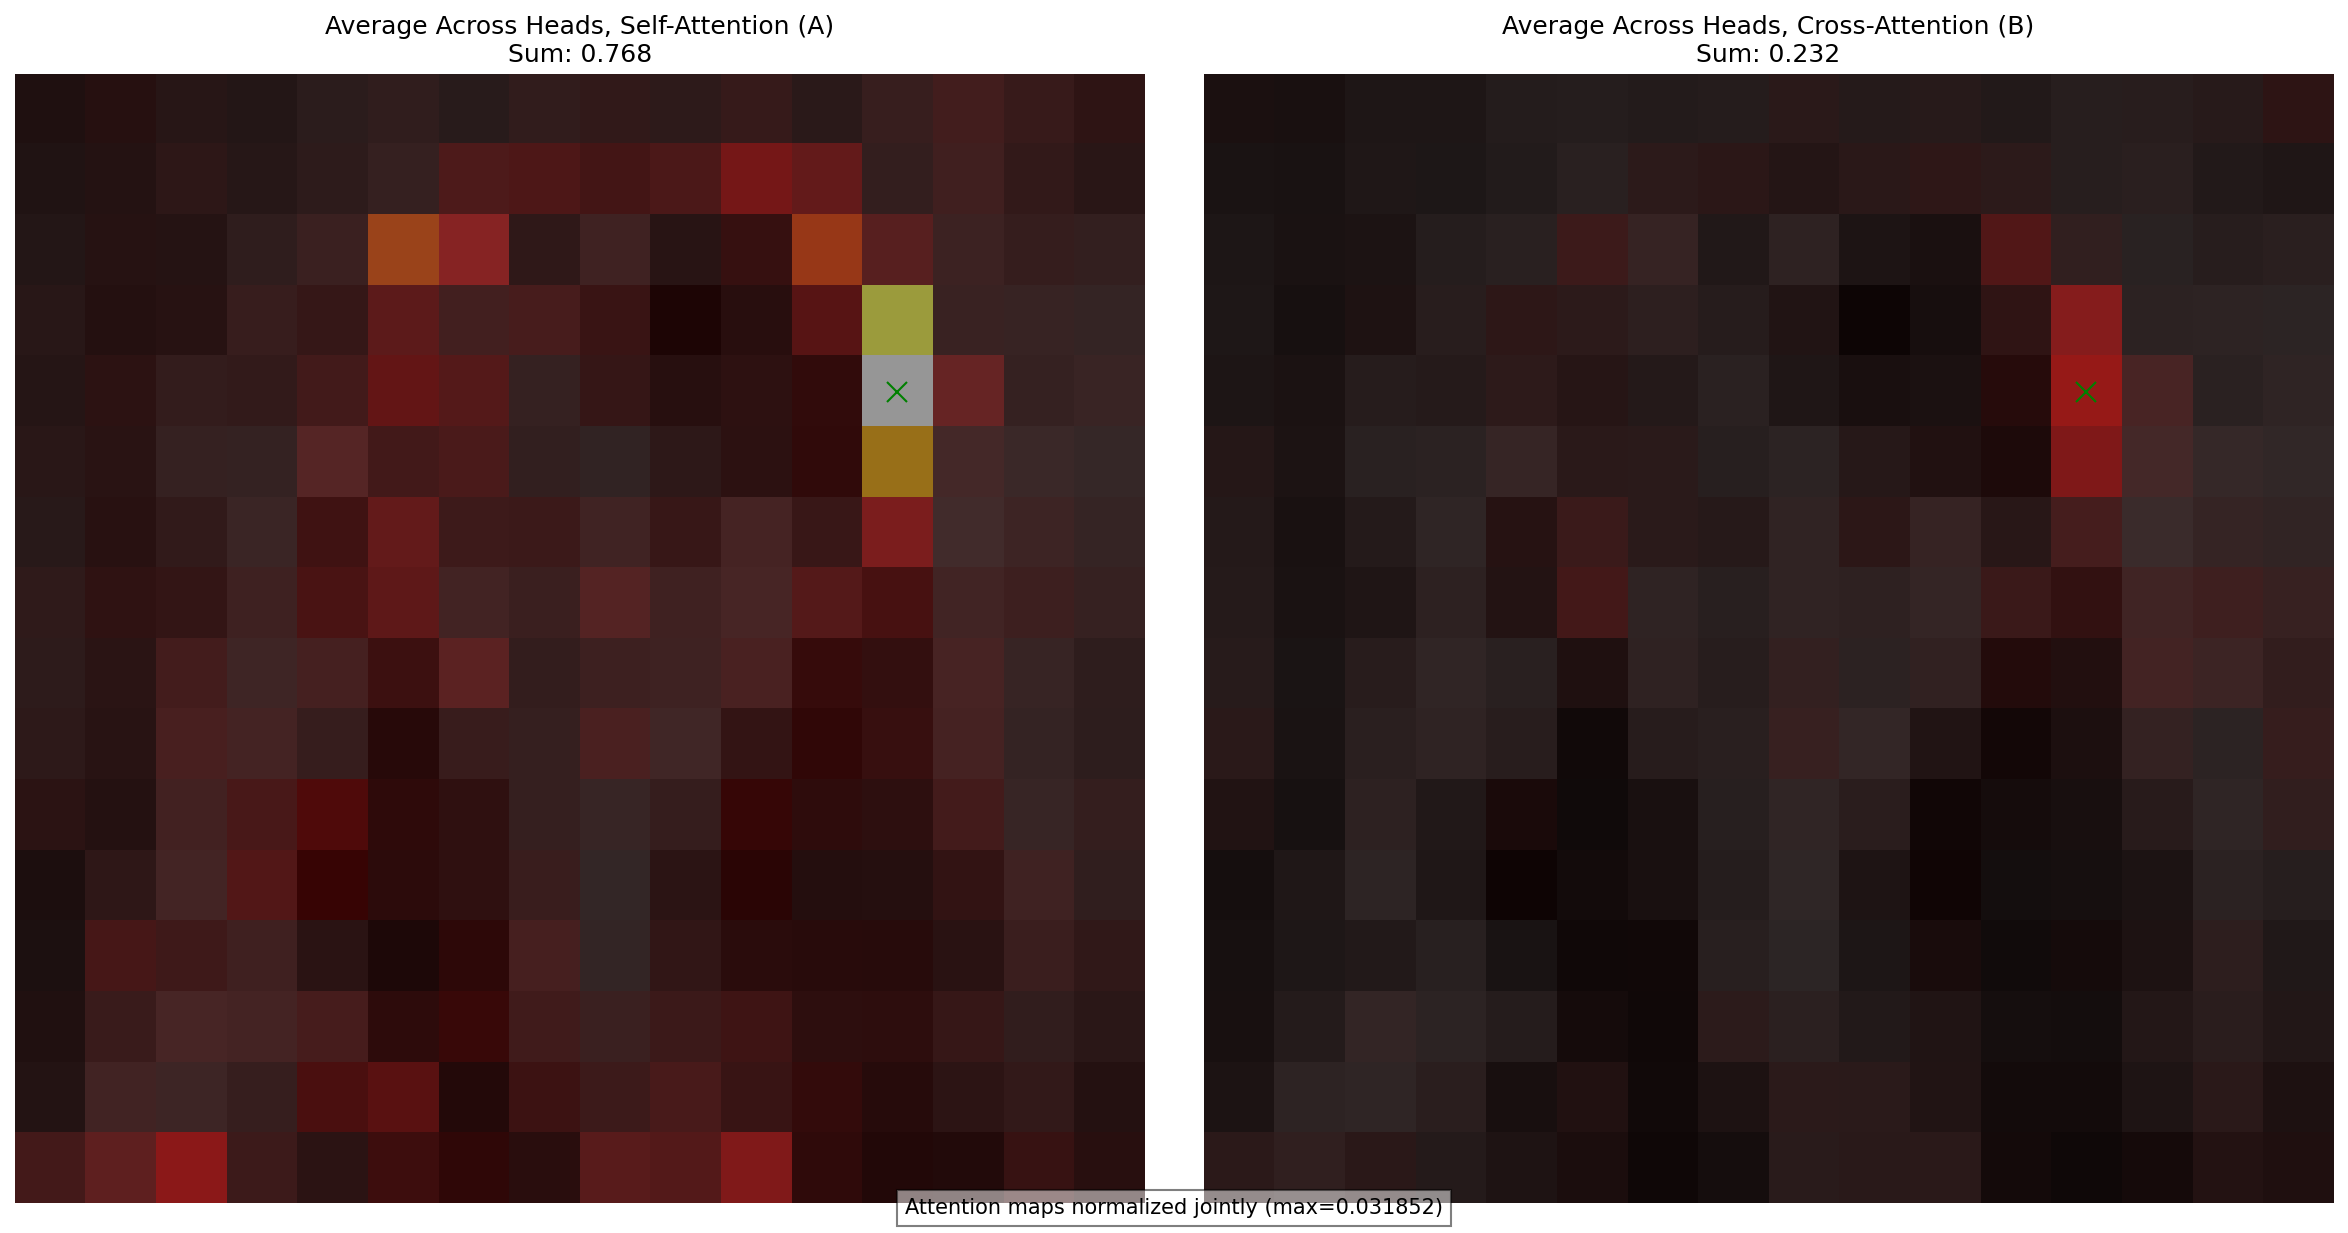 Average Across Heads, Self-Attention (A)
Sum: 0.768
Average Across Heads, Cross-Attention (B)
Sum: 0.232
Attention maps normalized jointly (max=0.031852)